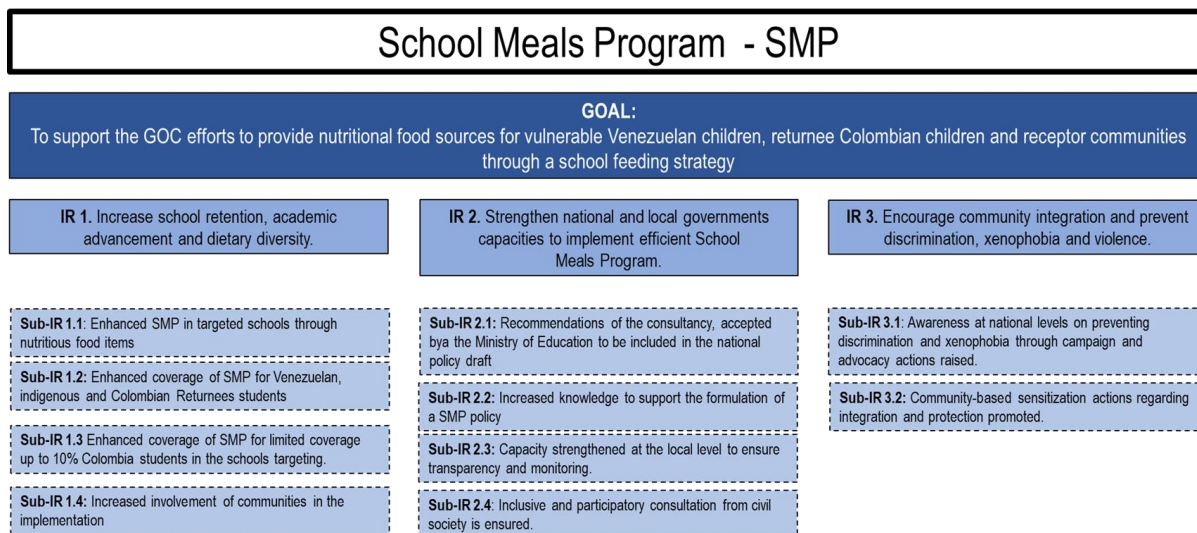 School Meals Program - SMP
GOAL:
To support the GOC efforts to provide nutritional food sources for vulnerable Venezuelan children, returnee Colombian children and receptor communities
through a school feeding strategy
IR 1. Increase school retention, academic
advancement and dietary diversity.
Sub-IR 1.1: Enhanced SMP in targeted schools through
nutritious food items
Sub-IR 1.2: Enhanced coverage of SMP for Venezuelan,
indigenous and Colombian Returnees students
Sub-IR 1.3 Enhanced coverage of SMP for limited coverage
up to 10% Colombia students in the schools targeting.
Sub-IR 1.4: Increased involvement of communities in the
implementation
IR 2. Strengthen national and local governments
capacities to implement efficient School
Meals Program.
Sub-IR 2.1: Recommendations of the consultancy, accepted
bya the Ministry of Education to be included in the national
policy draft
Sub-IR 2.2: Increased knowledge to support the formulation of
a SMP policy
Sub-IR 2.3: Capacity strengthened at the local level to ensure
transparency and monitoring.
Sub-IR 2.4: Inclusive and participatory consultation from civil
society is ensured.
IR 3. Encourage community integration and prevent
discrimination, xenophobia and violence.
Sub-IR 3.1: Awareness at national levels on preventing
discrimination and xenophobia through campaign and
advocacy actions raised.
Sub-IR 3.2: Community-based sensitization actions regarding
integration and protection promoted.